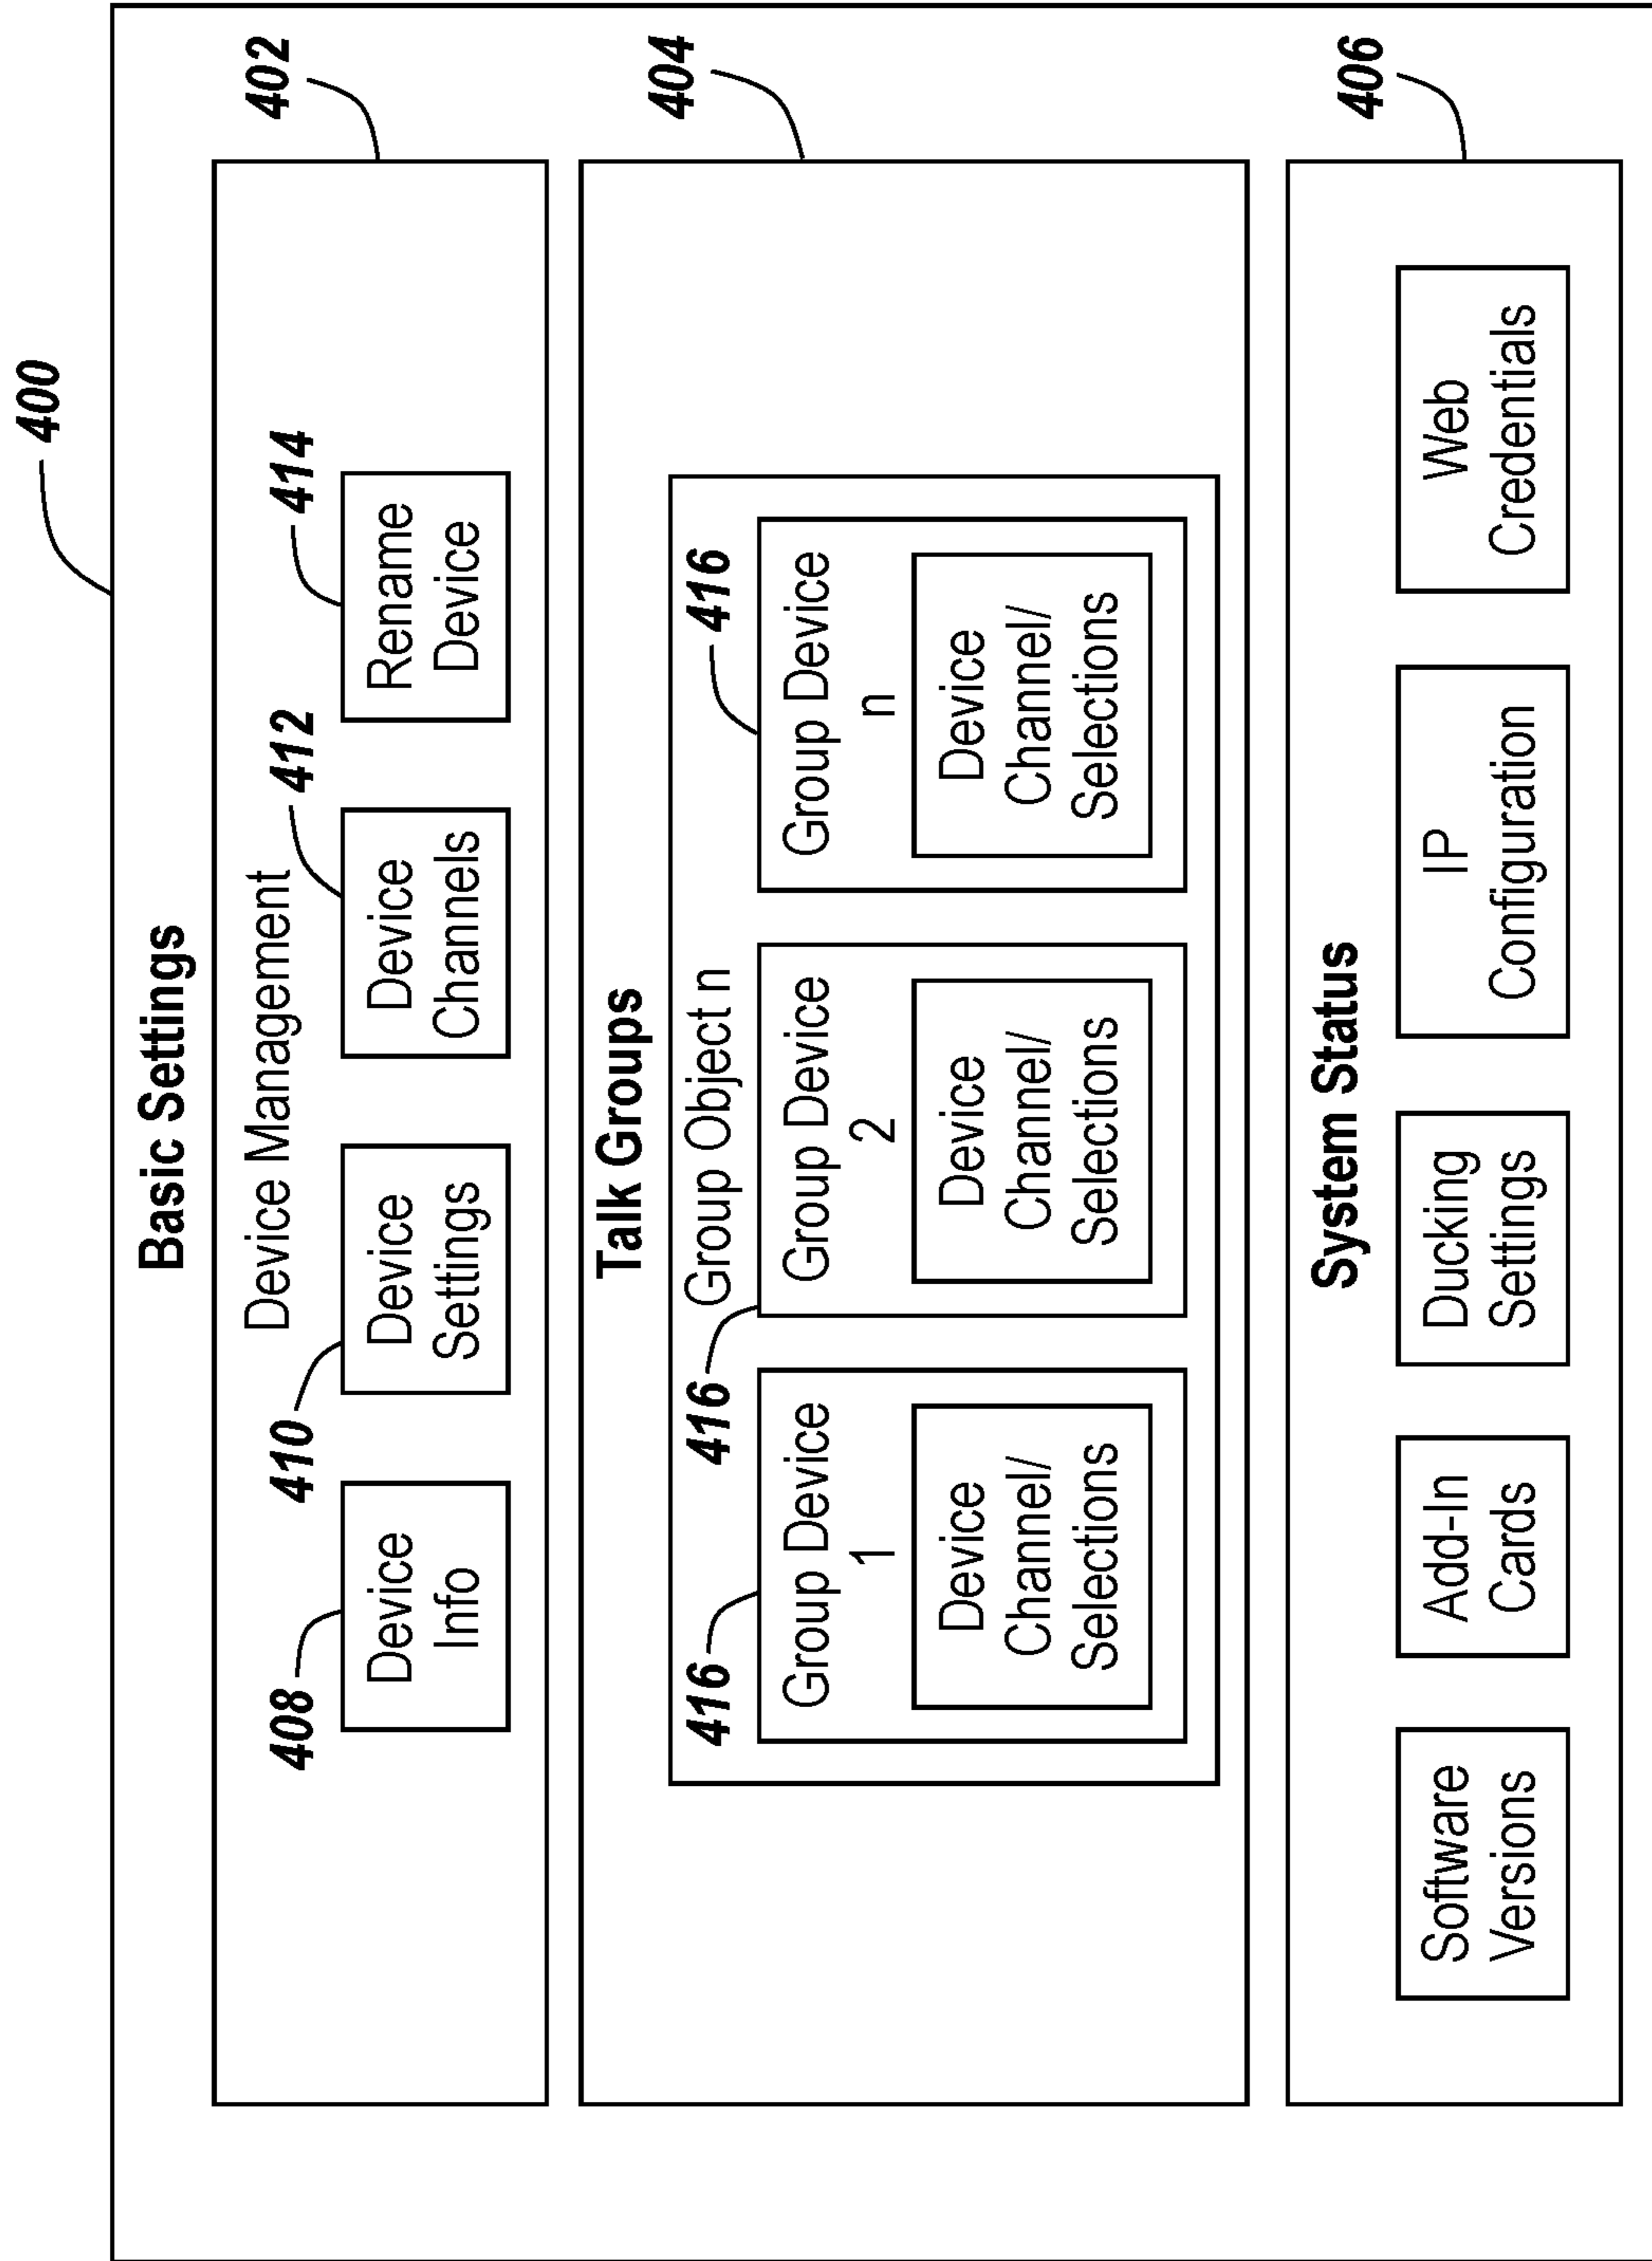 400
Basic Settings
402
Device Management
408
410
412
414
Device
Info
Device
Settings
Device
Channels
Rename
Device
Talk Groups
404
Group Object n
416
416
416
Group Device
1
Device
Channel/
Selections
Group Device
2
Device
Channel/
Selections
Group Device
n
Device
Channel/
Selections
System Status
406
Software
Versions
Add-In
Cards
Ducking
Settings
IP
Configuration
Web
Credentials